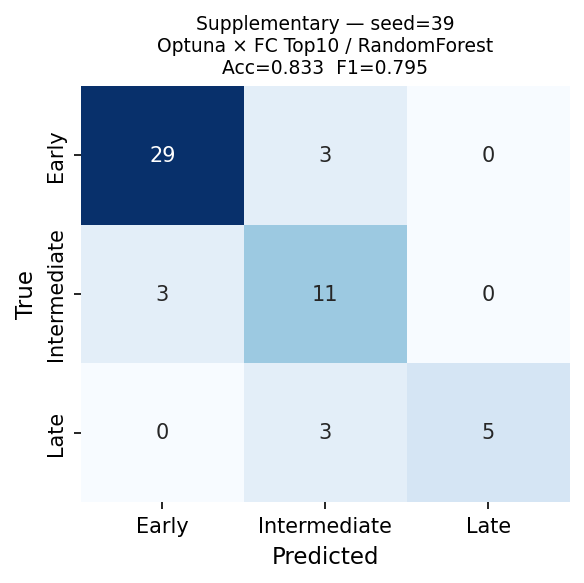 Supplementary — seed=39
Optuna × FC Top10 / RandomForest
Acc=0.833  F1=0.795
Early
29
3
0
Intermediate
3
11
0
Late
0
3
5
True
Early
Intermediate
Late
Predicted